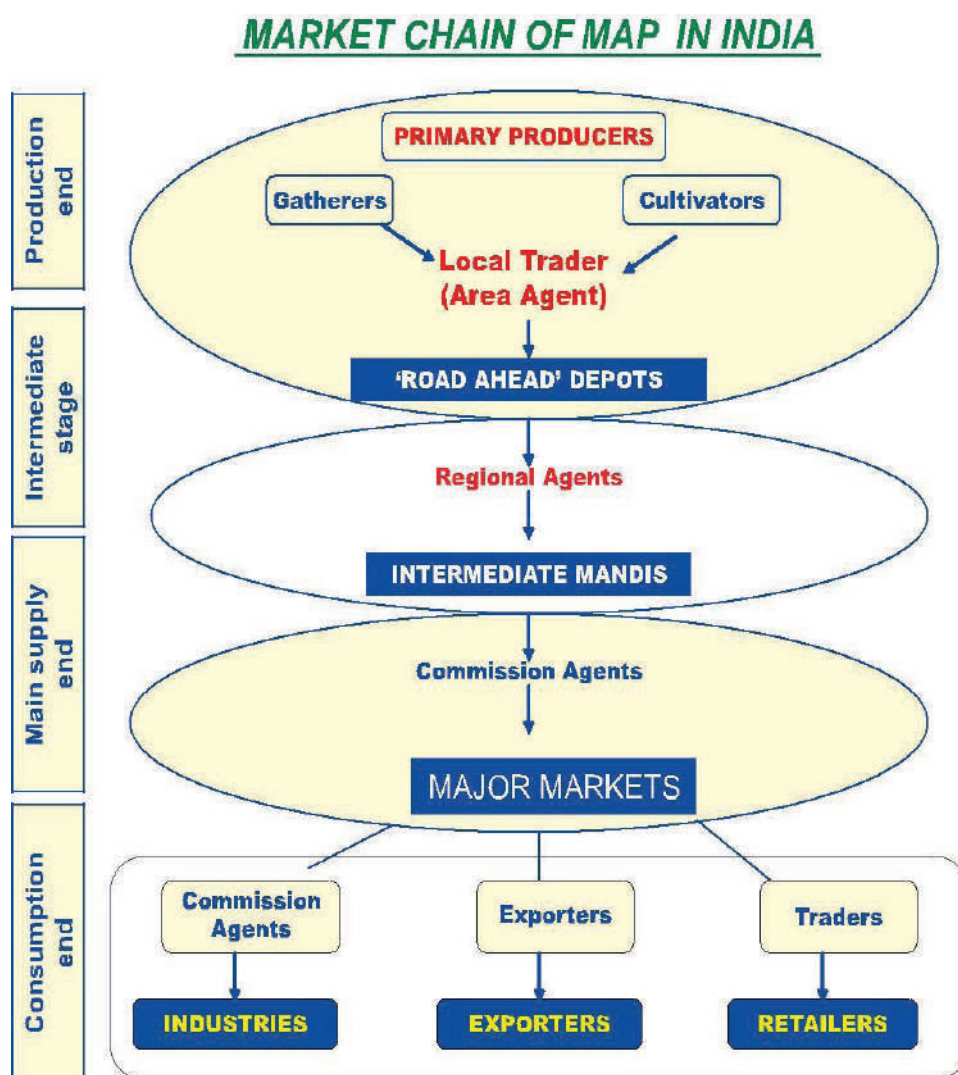 MARKET CHAIN OF MAP IN INDIA
Production
end
PRIMARY PRODUCERS
Gatherers
Cultivators
Local Trader
(Area Agent)
Intermediate
stage
‘ROAD AHEAD’ DEPOTS
Regional Agents
Main supply
end
INTERMEDIATE MANDIS
Commission Agents
MAJOR MARKETS
Consumption
end
Commission
Agents
Exporters
Traders
INDUSTRIES
EXPORTERS
RETAILERS